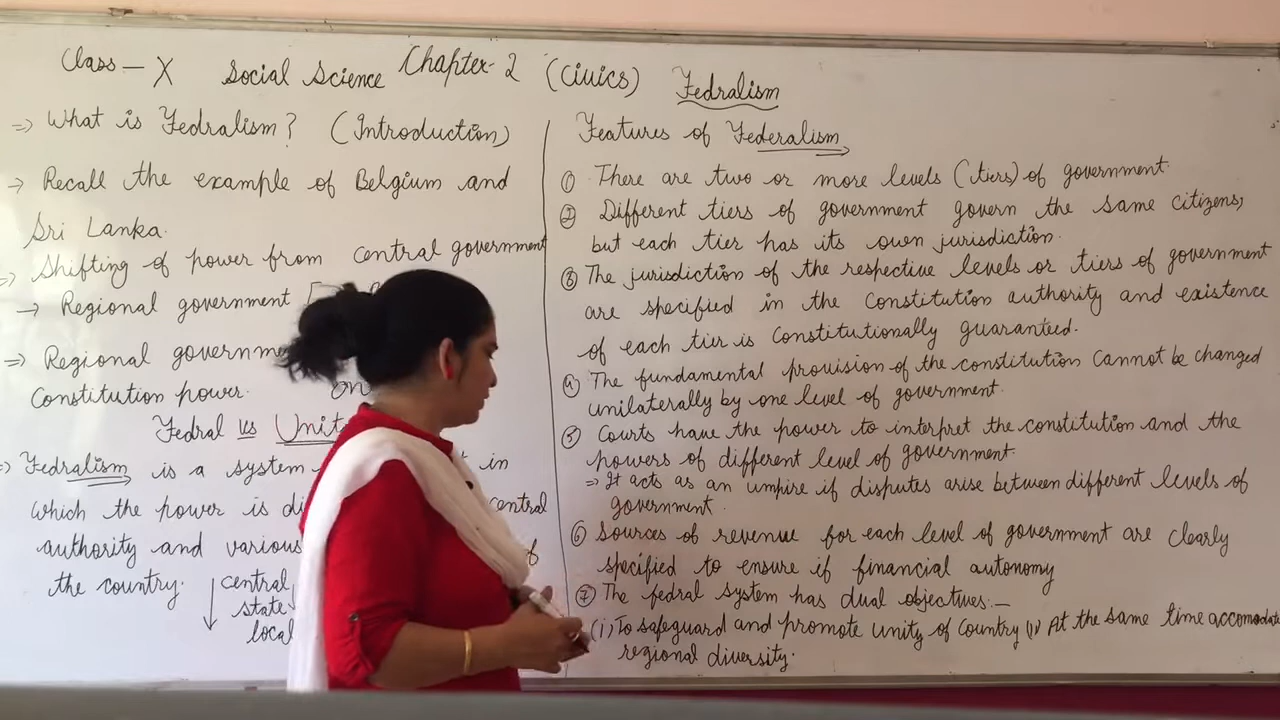 Class – X Social Science Chapter-2 (Civics) Fedralism
⇒ What is Fedralism? (Introduction)
→ Recall the example of Belgium and
Sri Lanka.
⇒ Shifting of power from central government
→ Regional government
⇒ Regional governme
Constitution power. on
Fedral vs Unit
⇒ Fedralism is a system in
which the power is di central
authority and various of
the country. ↓ central
state
local
Features of Federalism
① There are two or more levels (tiers) of government.
② Different tiers of government govern the same citizens,
but each tier has its own jurisdiction.
③ The jurisdiction of the respective levels or tiers of government
are specified in the Constitution authority and existence
of each tier is Constitutionally guaranteed.
④ The fundamental provision of the constitution Cannot be changed
unilaterally by one level of government.
⑤ Courts have the power to interpret the constitution and the
powers of different level of government.
⇒ It acts as an umpire if disputes arise between different levels of
government.
⑥ Sources of revenue for each level of government are clearly
specified to ensure if financial autonomy
⑦ The fedral system has dual objectives:—
(i) To safeguard and promote unity of Country (ii) At the same time accomodate
regional diversity.